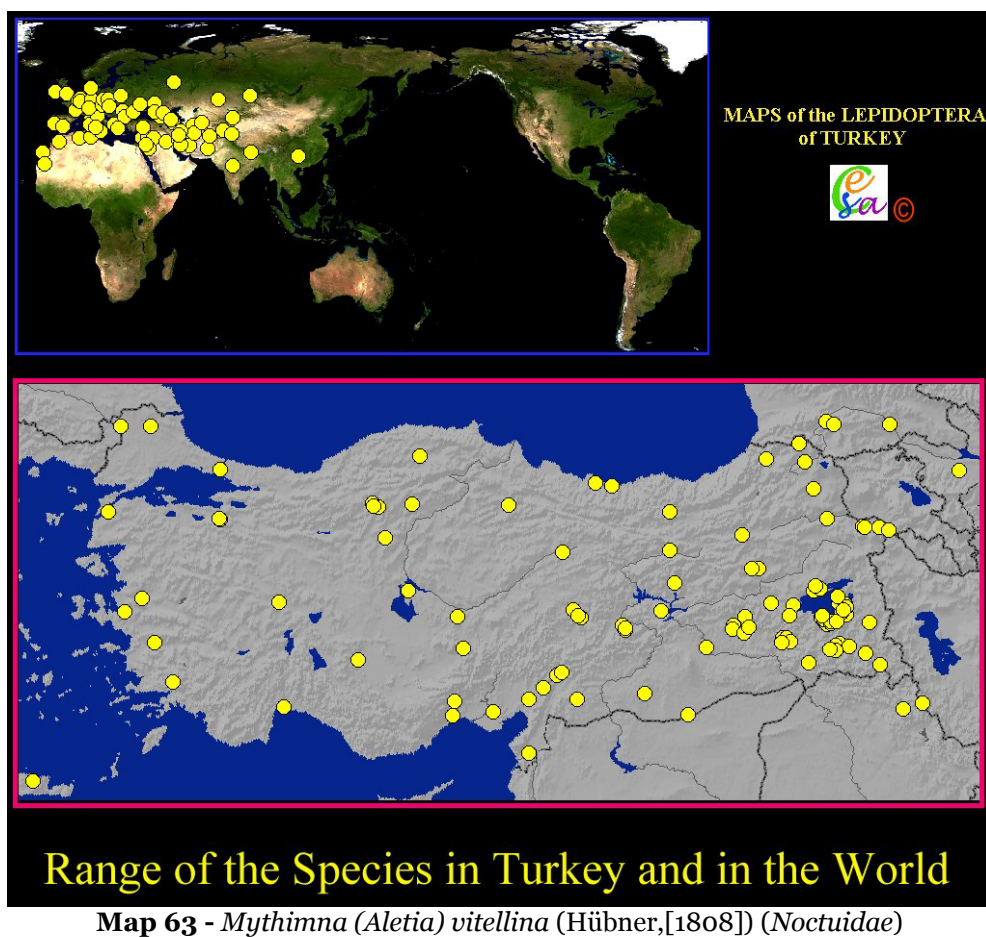 MAPS of the LEPIDOPTERA
of TURKEY
Cesa ©
Range of the Species in Turkey and in the World
Map 63 - Mythimna (Aletia) vitellina (Hübner,[1808]) (Noctuidae)